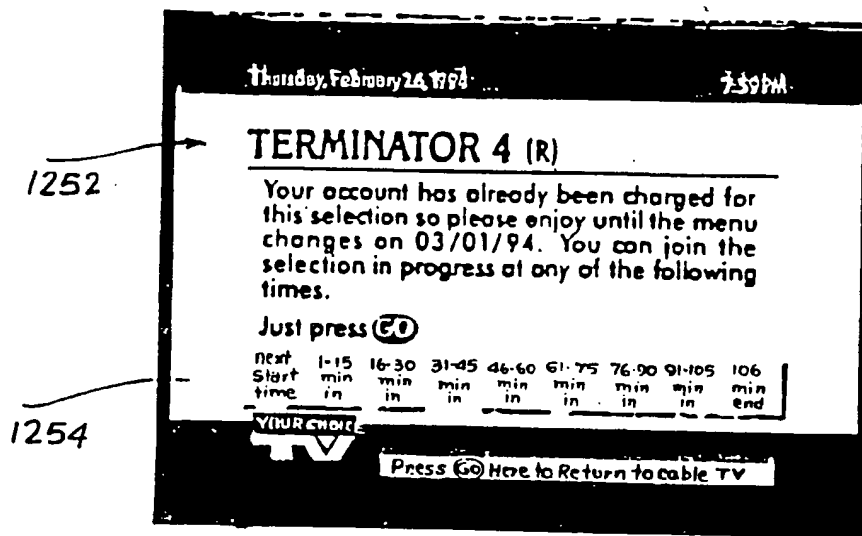 Thursday, February 26, 1994
7:59PM
TERMINATOR 4 (R)
1252
Your account has already been charged for
this selection so please enjoy until the menu
changes on 03/01/94. You can join the
selection in progress at any of the following
times.
Just press GO
next start time 1-15 min in 16-30 min in 31-45 min in 46-60 min in 61-75 min in 76-90 min in 91-105 min in 106 min end
1254
YOUR CHOICE
TV
Press GO Here to Return to cable TV